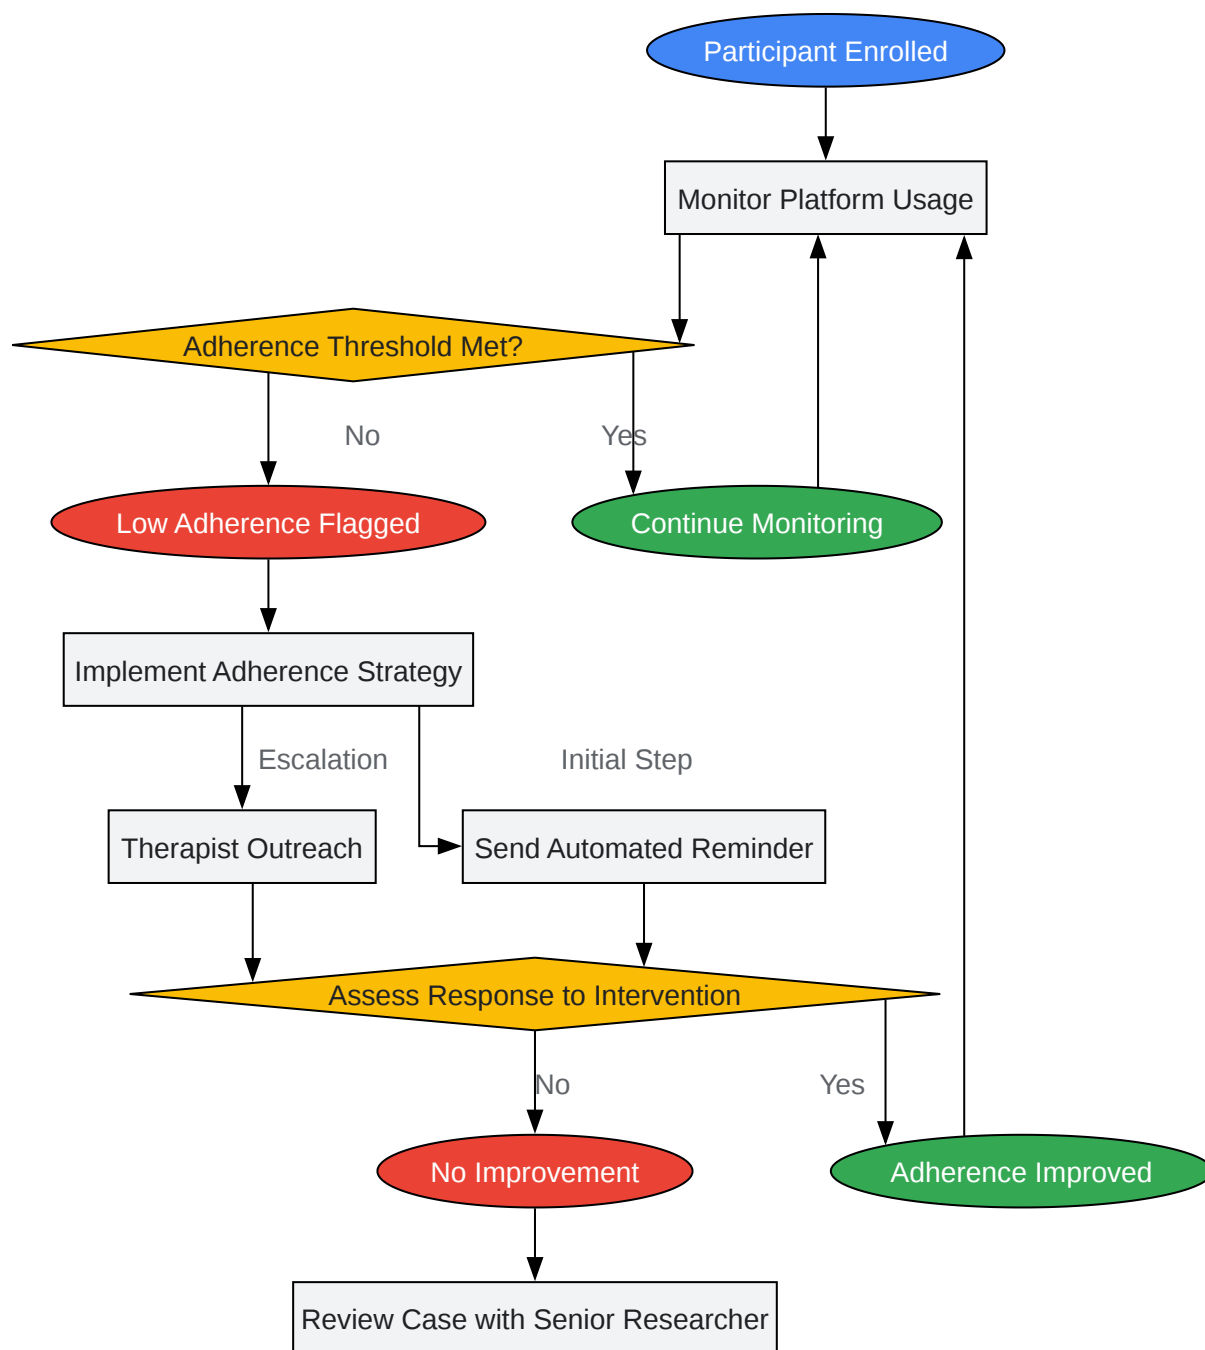 Participant Enrolled
Monitor Platform Usage
Adherence Threshold Met?
No
Yes
Low Adherence Flagged
Continue Monitoring
Implement Adherence Strategy
Escalation
Initial Step
Therapist Outreach
Send Automated Reminder
Assess Response to Intervention
No
Yes
No Improvement
Adherence Improved
Review Case with Senior Researcher